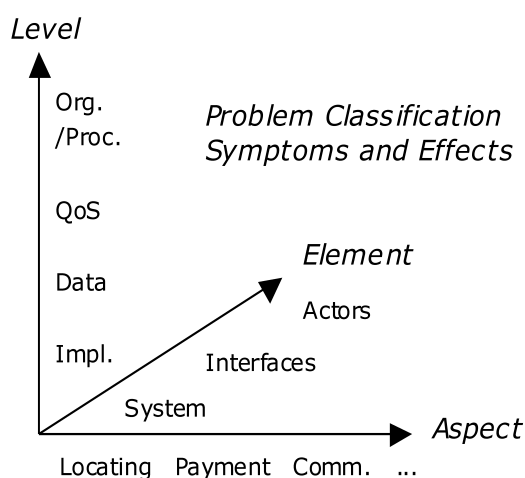 Level
Org.
/Proc.
Problem Classification
Symptoms and Effects
QoS
Element
Data
Actors
Impl.
Interfaces
System
Aspect
Locating Payment Comm. ...